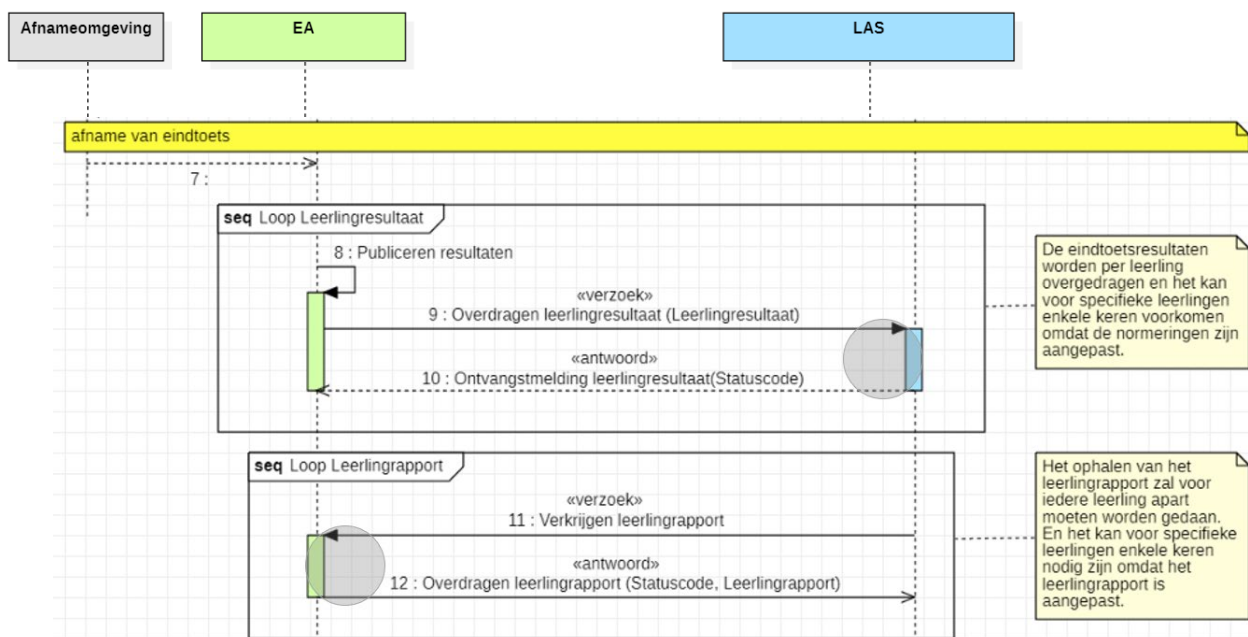 Afnameomgeving
EA
LAS
afname van eindtoets
7 :
seq Loop Leerlingresultaat
8 : Publiceren resultaten
«verzoek»
9 : Overdragen leerlingresultaat (Leerlingresultaat)
«antwoord»
10 : Ontvangstmelding leerlingresultaat(Statuscode)
De eindtoetsresultaten
worden per leerling
overgedragen en het kan
voor specifieke leerlingen
enkele keren voorkomen
omdat de normeringen zijn
aangepast.
seq Loop Leerlingrapport
«verzoek»
11 : Verkrijgen leerlingrapport
«antwoord»
12 : Overdragen leerlingrapport (Statuscode, Leerlingrapport)
Het ophalen van het
leerlingrapport zal voor
iedere leerling apart
moeten worden gedaan.
En het kan voor specifieke
leerlingen enkele keren
nodig zijn omdat het
leerlingrapport is
aangepast.